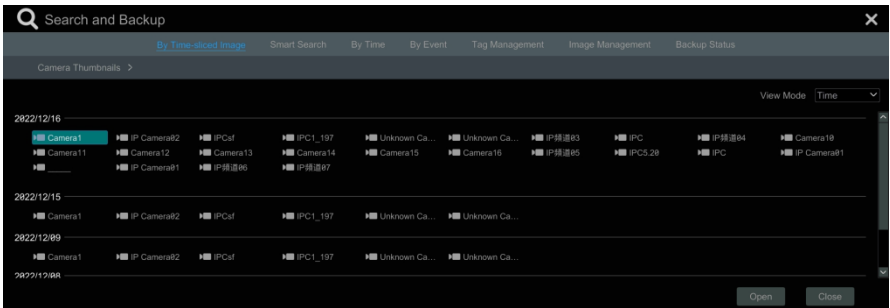 Search and Backup
By Time-sliced Image Smart Search By Time By Event Tag Management Image Management Backup Status
Camera Thumbnails >
View Mode Time
2022/12/16
Camera1 IP Camera02 IPCsf IPC1_197 Unknown Ca... Unknown Ca... IP頻道03 IPC IP頻道04 Camera10
Camera11 Camera12 Camera13 Camera14 Camera15 Camera16 IP頻道05 IPC5.20 IPC IP Camera01
_____ IP Camera01 IP頻道06 IP頻道07
2022/12/15
Camera1 IP Camera02 IPCsf IPC1_197 Unknown Ca... Unknown Ca...
2022/12/09
Camera1 IP Camera02 IPCsf IPC1_197 Unknown Ca... Unknown Ca...
2022/12/08
Open Close